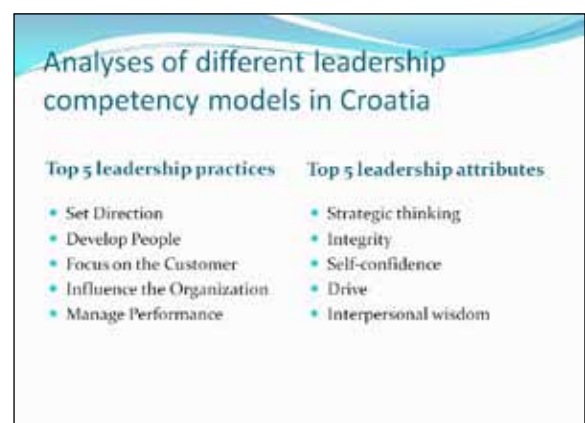 Analyses of different leadership
competency models in Croatia
Top 5 leadership practices
• Set Direction
• Develop People
• Focus on the Customer
• Influence the Organization
• Manage Performance
Top 5 leadership attributes
• Strategic thinking
• Integrity
• Self-confidence
• Drive
• Interpersonal wisdom